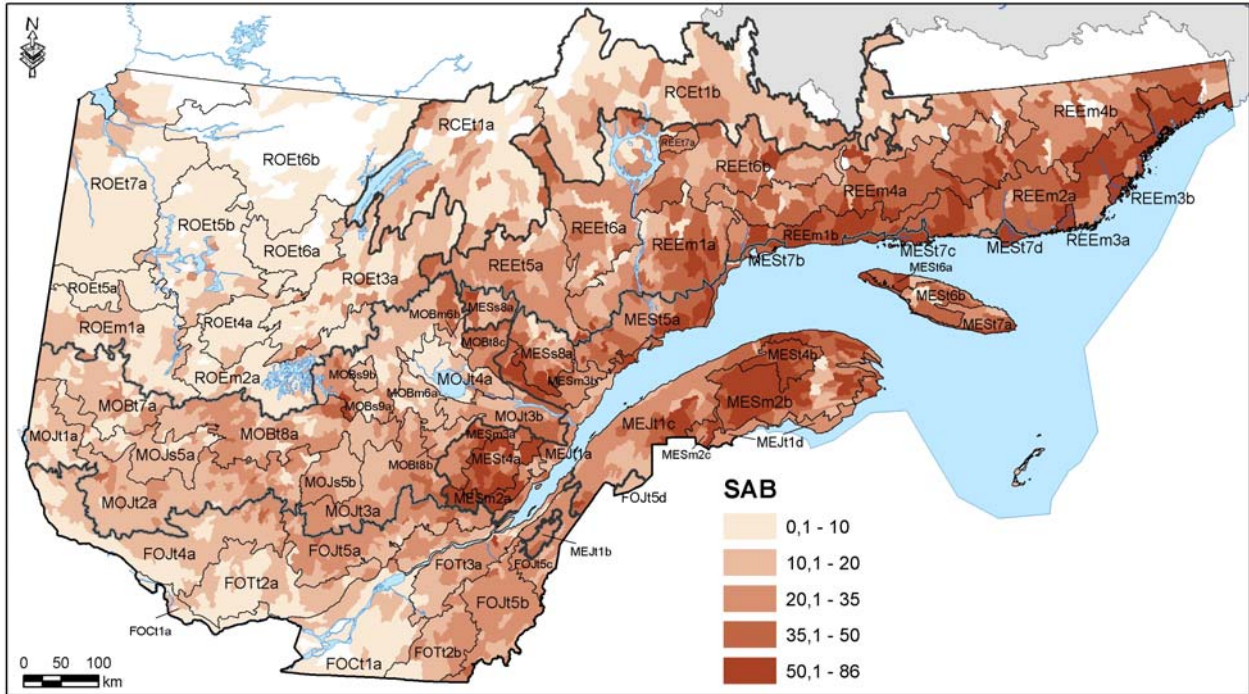 N
RCEt1b
RCEt1a
REEm4b
REEt7a
ROEt6b
ROEt7a
REEt6b
REEm4a
REEm2a
REEm3b
ROEt5b
ROEt6a
REEt6a
REEm1a
REEm1b
MESt7c
MESt7d
REEm3a
MESt7b
MESt6a
ROEt3a
REEt5a
ROEt5a
MESt6b
MESt7a
ROEm1a
ROEt4a
MOBm6b
MESs8a
MESt5a
MOBt8c
MESs8a
ROEm2a
MOBs9b
MOJt4a
MESm3b
MESt4b
MOBm6a
MOBt7a
MOBs9a
MESm2b
MOJt3b
MOJt1a
MOBt8a
MESm3a
MEJt1c
MEJt1d
MOJs5a
MOBt8b
MESt4a
MEJt1a
MESm2c
MOJs5b
MESm2a
FOJt5d
MOJt2a
MOJt3a
FOJt4a
FOJt5a
MEJt1b
FOTt3a
FOJt5c
FOTt2a
FOJt5b
FOCt1a
FOCt1a
FOTt2b
SAB
0,1 - 10
10,1 - 20
20,1 - 35
35,1 - 50
50,1 - 86
0 50 100
km